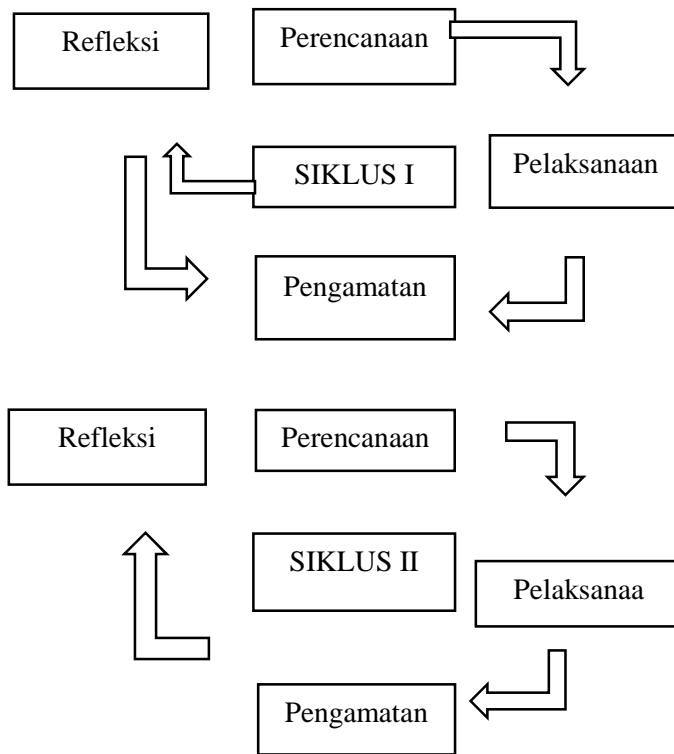 Refleksi
Perencanaan
SIKLUS I
Pelaksanaan
Pengamatan
Refleksi
Perencanaan
SIKLUS II
Pelaksanaa
Pengamatan